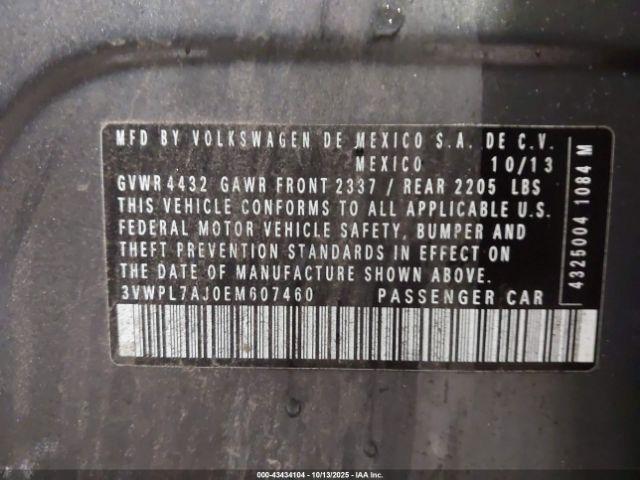 MFD BY VOLKSWAGEN DE MEXICO S.A. DE C.V.
MEXICO 10/13
GVWR 4432 GAWR FRONT 2337 / REAR 2205 LBS
THIS VEHICLE CONFORMS TO ALL APPLICABLE U.S.
FEDERAL MOTOR VEHICLE SAFETY, BUMPER AND
THEFT PREVENTION STANDARDS IN EFFECT ON
THE DATE OF MANUFACTURE SHOWN ABOVE.
3VWPL7AJ0EM607460 PASSENGER CAR
4325004 1084 M
000-43434104 | 10/13/2025 | IAA Inc.